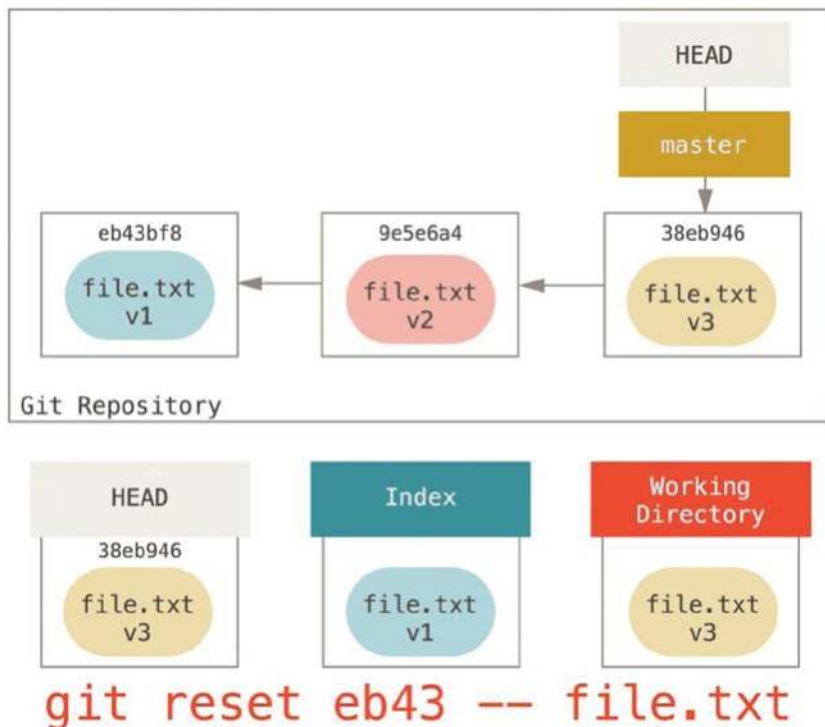 HEAD
master
eb43bf8
9e5e6a4
38eb946
file.txt
v1
file.txt
v2
file.txt
v3
Git Repository
HEAD
Index
Working
Directory
38eb946
file.txt
v3
file.txt
v1
file.txt
v3
git reset eb43 -- file.txt